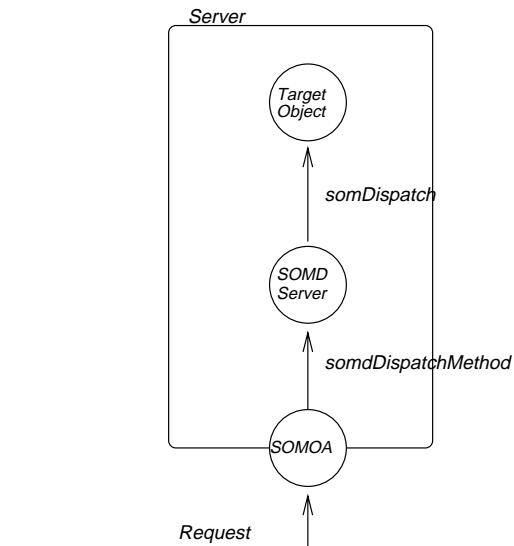 Server
Target
Object
somDispatch
SOMD
Server
somdDispatchMethod
SOMOA
Request